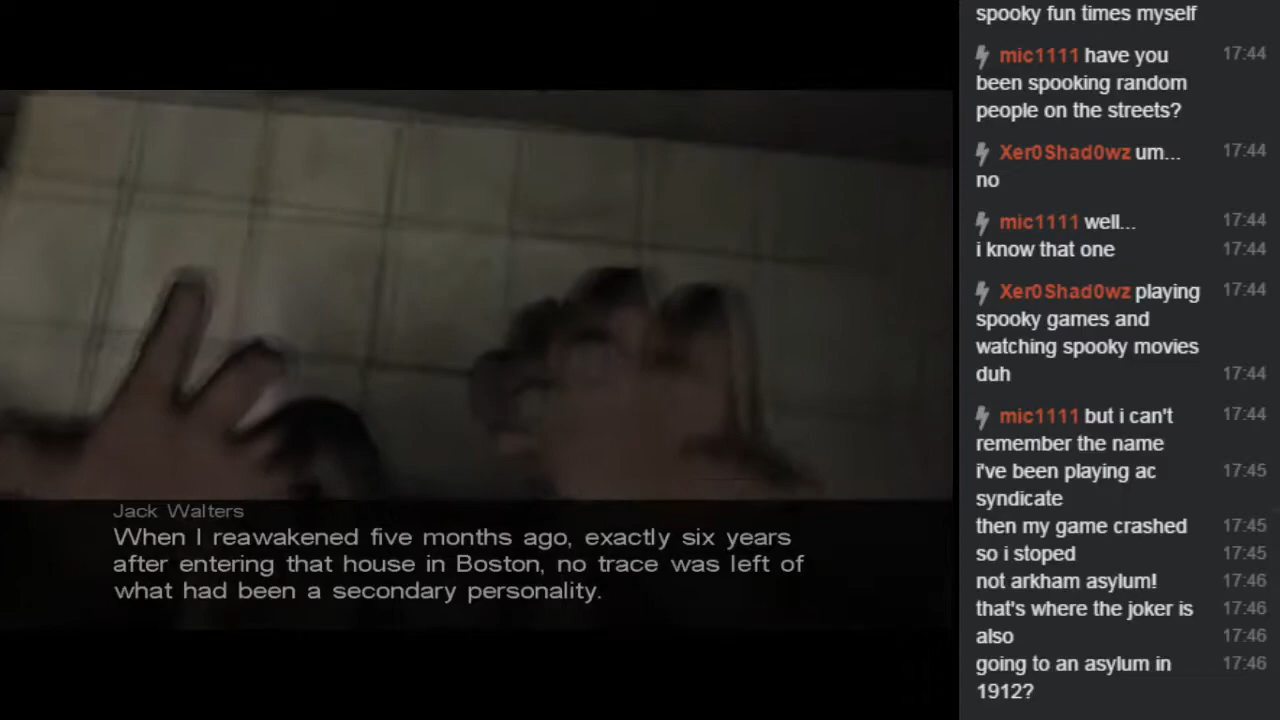 Jack Walters
When I reawakened five months ago, exactly six years
after entering that house in Boston, no trace was left of
what had been a secondary personality.
spooky fun times myself
mic1111 have you 17:44
been spooking random
people on the streets?
Xer0Shad0wz um... 17:44
no
mic1111 well... 17:44
i know that one 17:44
Xer0Shad0wz playing 17:44
spooky games and
watching spooky movies
duh 17:44
mic1111 but i can't 17:44
remember the name
i've been playing ac 17:45
syndicate
then my game crashed 17:45
so i stoped 17:45
not arkham asylum! 17:46
that's where the joker is 17:46
also 17:46
going to an asylum in 17:46
1912?